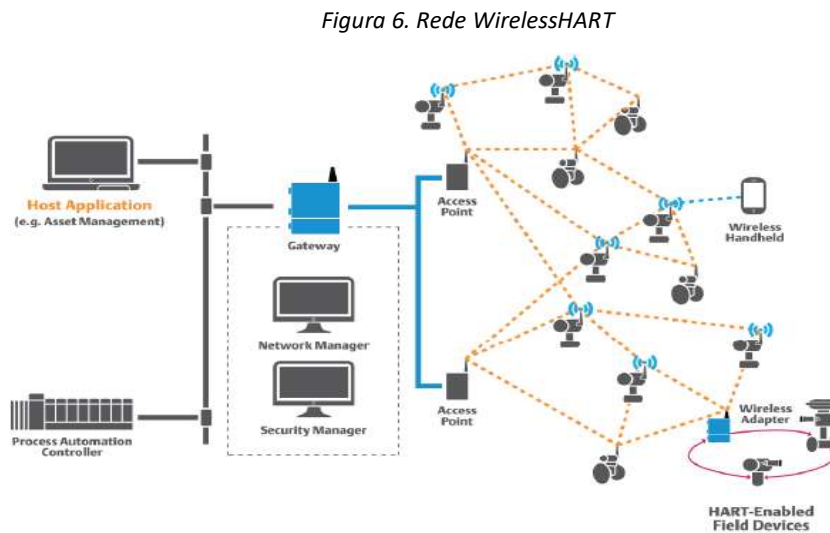 Figura 6. Rede WirelessHART
Host Application
(e.g. Asset Management)
Gateway
Access
Point
Wireless
Handheld
Network Manager
Security Manager
Process Automation
Controller
Access
Point
Wireless
Adapter
HART-Enabled
Field Devices